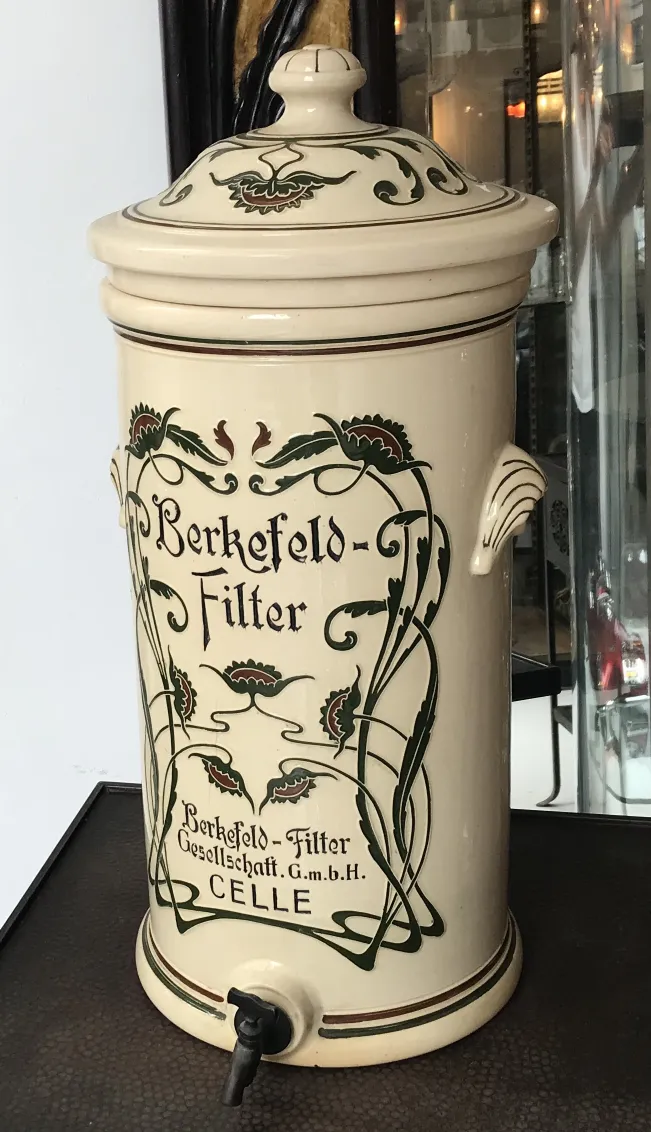 Berkefeld-
Filter
Berkefeld-Filter
Gesellschaft. G.m.b.H.
CELLE